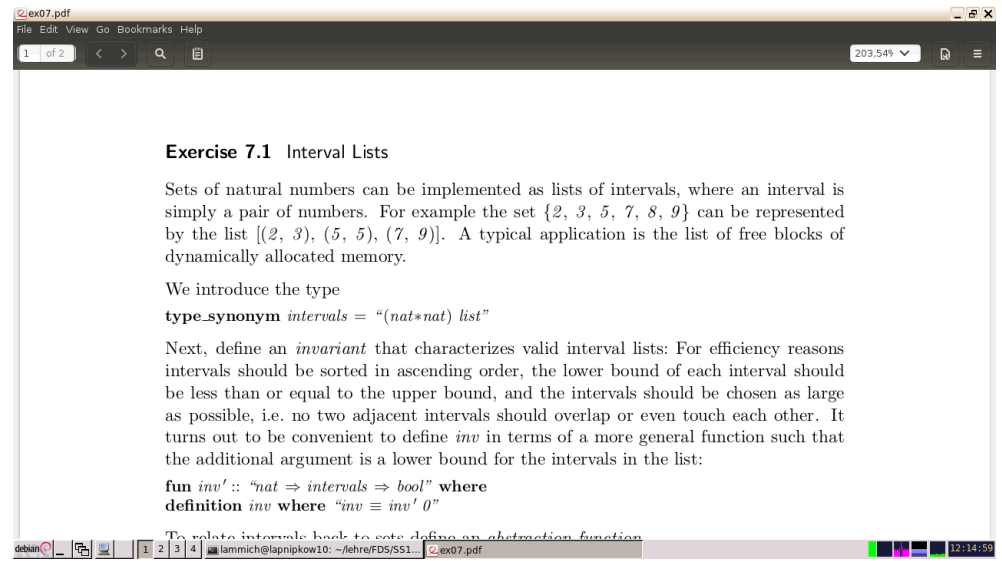 ex07.pdf
File Edit View Go Bookmarks Help
1 of 2 203,54%
Exercise 7.1 Interval Lists
Sets of natural numbers can be implemented as lists of intervals, where an interval is
simply a pair of numbers. For example the set {2, 3, 5, 7, 8, 9} can be represented
by the list [(2, 3), (5, 5), (7, 9)]. A typical application is the list of free blocks of
dynamically allocated memory.
We introduce the type
type_synonym intervals = “(nat∗nat) list”
Next, define an invariant that characterizes valid interval lists: For efficiency reasons
intervals should be sorted in ascending order, the lower bound of each interval should
be less than or equal to the upper bound, and the intervals should be chosen as large
as possible, i.e. no two adjacent intervals should overlap or even touch each other. It
turns out to be convenient to define inv in terms of a more general function such that
the additional argument is a lower bound for the intervals in the list:
fun inv′ :: “nat ⇒ intervals ⇒ bool” where
definition inv where “inv ≡ inv′ 0”
To relate intervals back to sets define an abstraction function
debian 1 2 3 4 lammich@lapnipkow10: ~/lehre/FDS/SS1... ex07.pdf 12:14:59